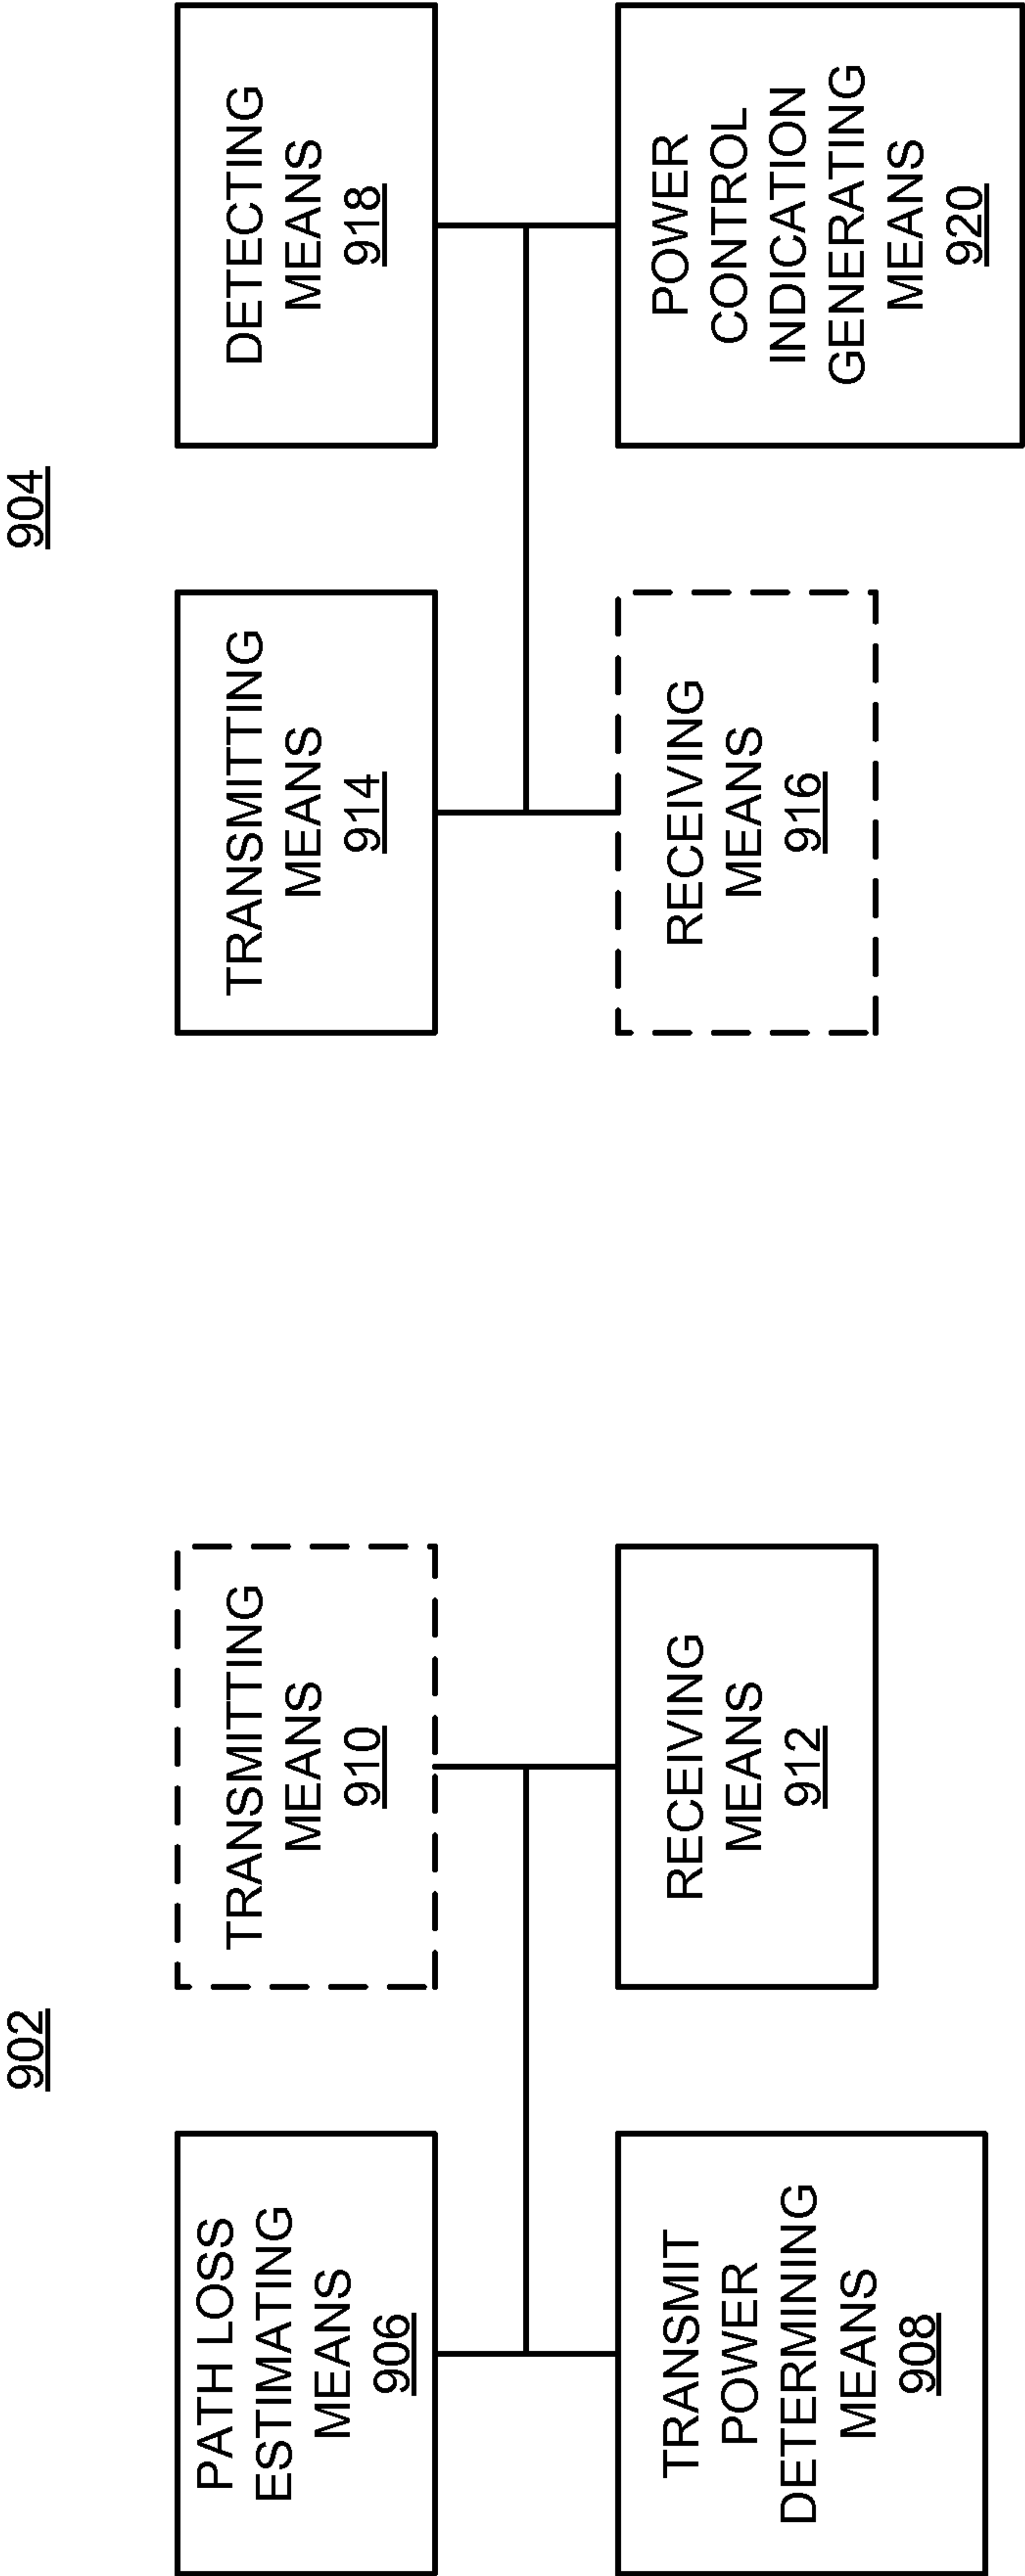 902
PATH LOSS
ESTIMATING
MEANS
906
TRANSMITTING
MEANS
910
TRANSMIT
POWER
DETERMINING
MEANS
908
RECEIVING
MEANS
912
904
TRANSMITTING
MEANS
914
DETECTING
MEANS
918
RECEIVING
MEANS
916
POWER
CONTROL
INDICATION
GENERATING
MEANS
920